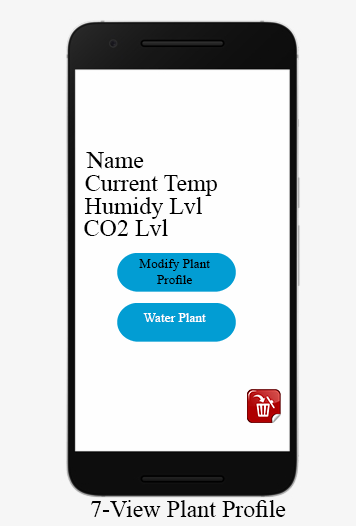 Name
Current Temp
Humidy Lvl
CO2 Lvl
Modify Plant
Profile
Water Plant
7-View Plant Profile